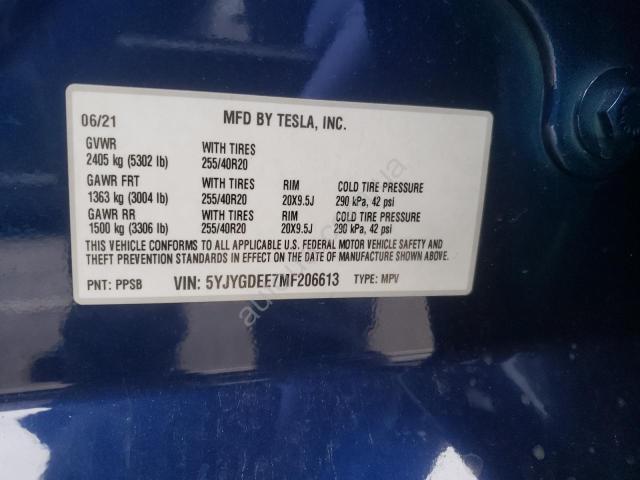 06/21 MFD BY TESLA, INC.
GVWR WITH TIRES
2405 kg (5302 lb) 255/40R20
GAWR FRT WITH TIRES RIM COLD TIRE PRESSURE
1363 kg (3004 lb) 255/40R20 20X9.5J 290 kPa, 42 psi
GAWR RR WITH TIRES RIM COLD TIRE PRESSURE
1500 kg (3306 lb) 255/40R20 20X9.5J 290 kPa, 42 psi
THIS VEHICLE CONFORMS TO ALL APPLICABLE U.S. FEDERAL MOTOR VEHICLE SAFETY AND
THEFT PREVENTION STANDARDS IN EFFECT ON THE DATE OF MANUFACTURE SHOWN ABOVE.
PNT: PPSB VIN: 5YJYGDEE7MF206613 TYPE: MPV